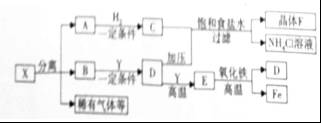 A
H₂
一定条件
C
饱和食盐水
过滤
晶体F
NH₄Cl溶液
X
分离
加压
B
Y
一定条件
D
Y
高温
E
氧化铁
高温
D
Fe
稀有气体等